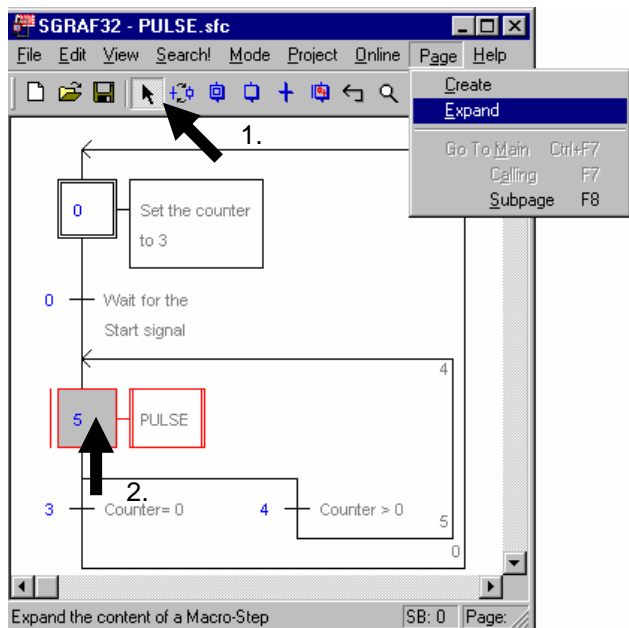 SGRAF32 - PULSE.sfc
File Edit View Search! Mode Project Online Page Help
Create
Expand
Go To Main Ctrl+F7
Calling F7
Subpage F8
1.
0 Set the counter
to 3
0 Wait for the
Start signal
4
5 PULSE
2.
3 Counter= 0 4 Counter > 0
5
0
Expand the content of a Macro-Step SB: 0 Page: